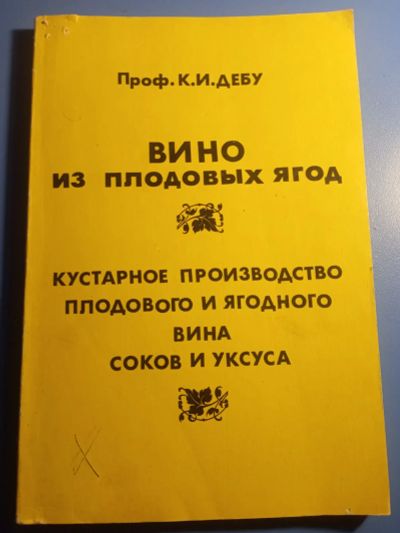 Проф. К.И.ДЕБУ
ВИНО
ИЗ ПЛОДОВЫХ ЯГОД
КУСТАРНОЕ ПРОИЗВОДСТВО
ПЛОДОВОГО И ЯГОДНОГО
ВИНА
СОКОВ И УКСУСА